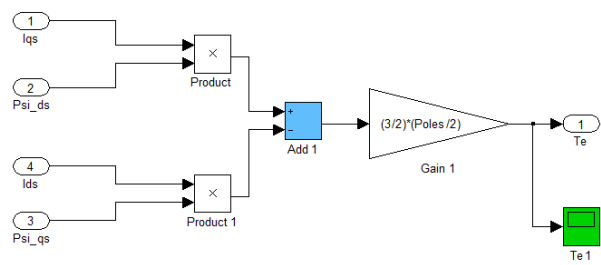 1
Iqs
×
Product
2
Psi_ds
+
−
Add 1
(3/2)*(Poles /2)
Gain 1
1
Te
4
Ids
×
Product 1
3
Psi_qs
Te 1